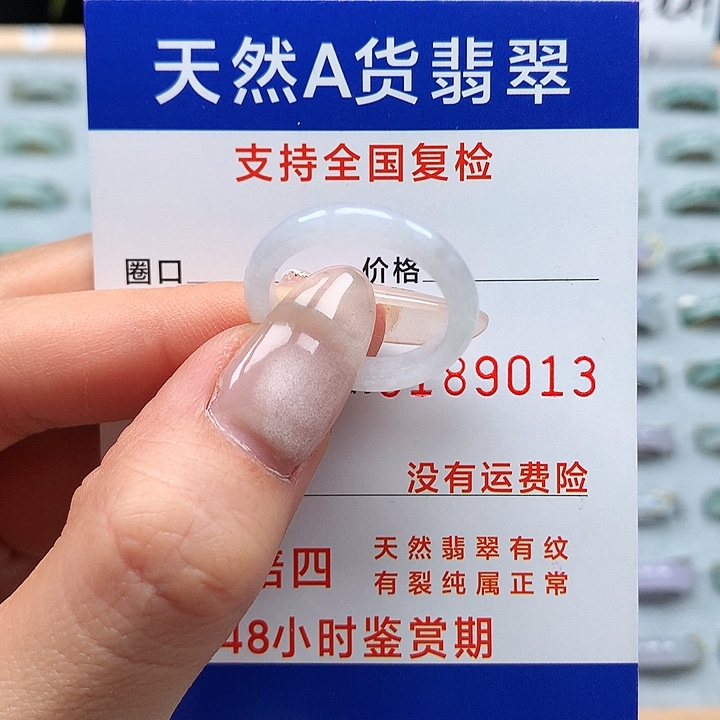 天然A货翡翠
支持全国复检
圈口 价格
189013
没有运费险
天然翡翠有纹
四
有裂纯属正常
48小时鉴赏期